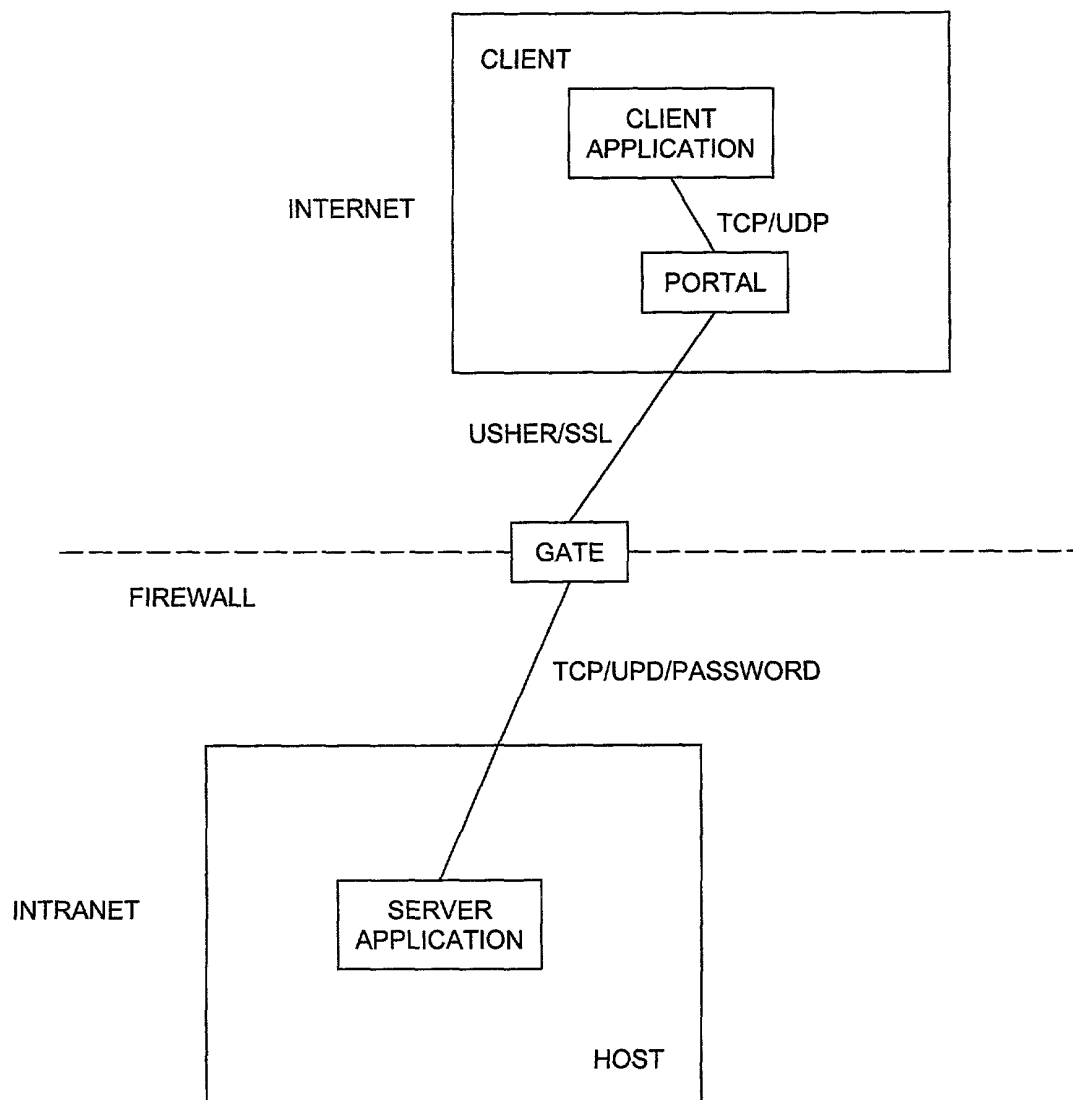 CLIENT
CLIENT
APPLICATION
INTERNET
TCP/UDP
PORTAL
USHER/SSL
GATE
FIREWALL
TCP/UPD/PASSWORD
INTRANET
SERVER
APPLICATION
HOST